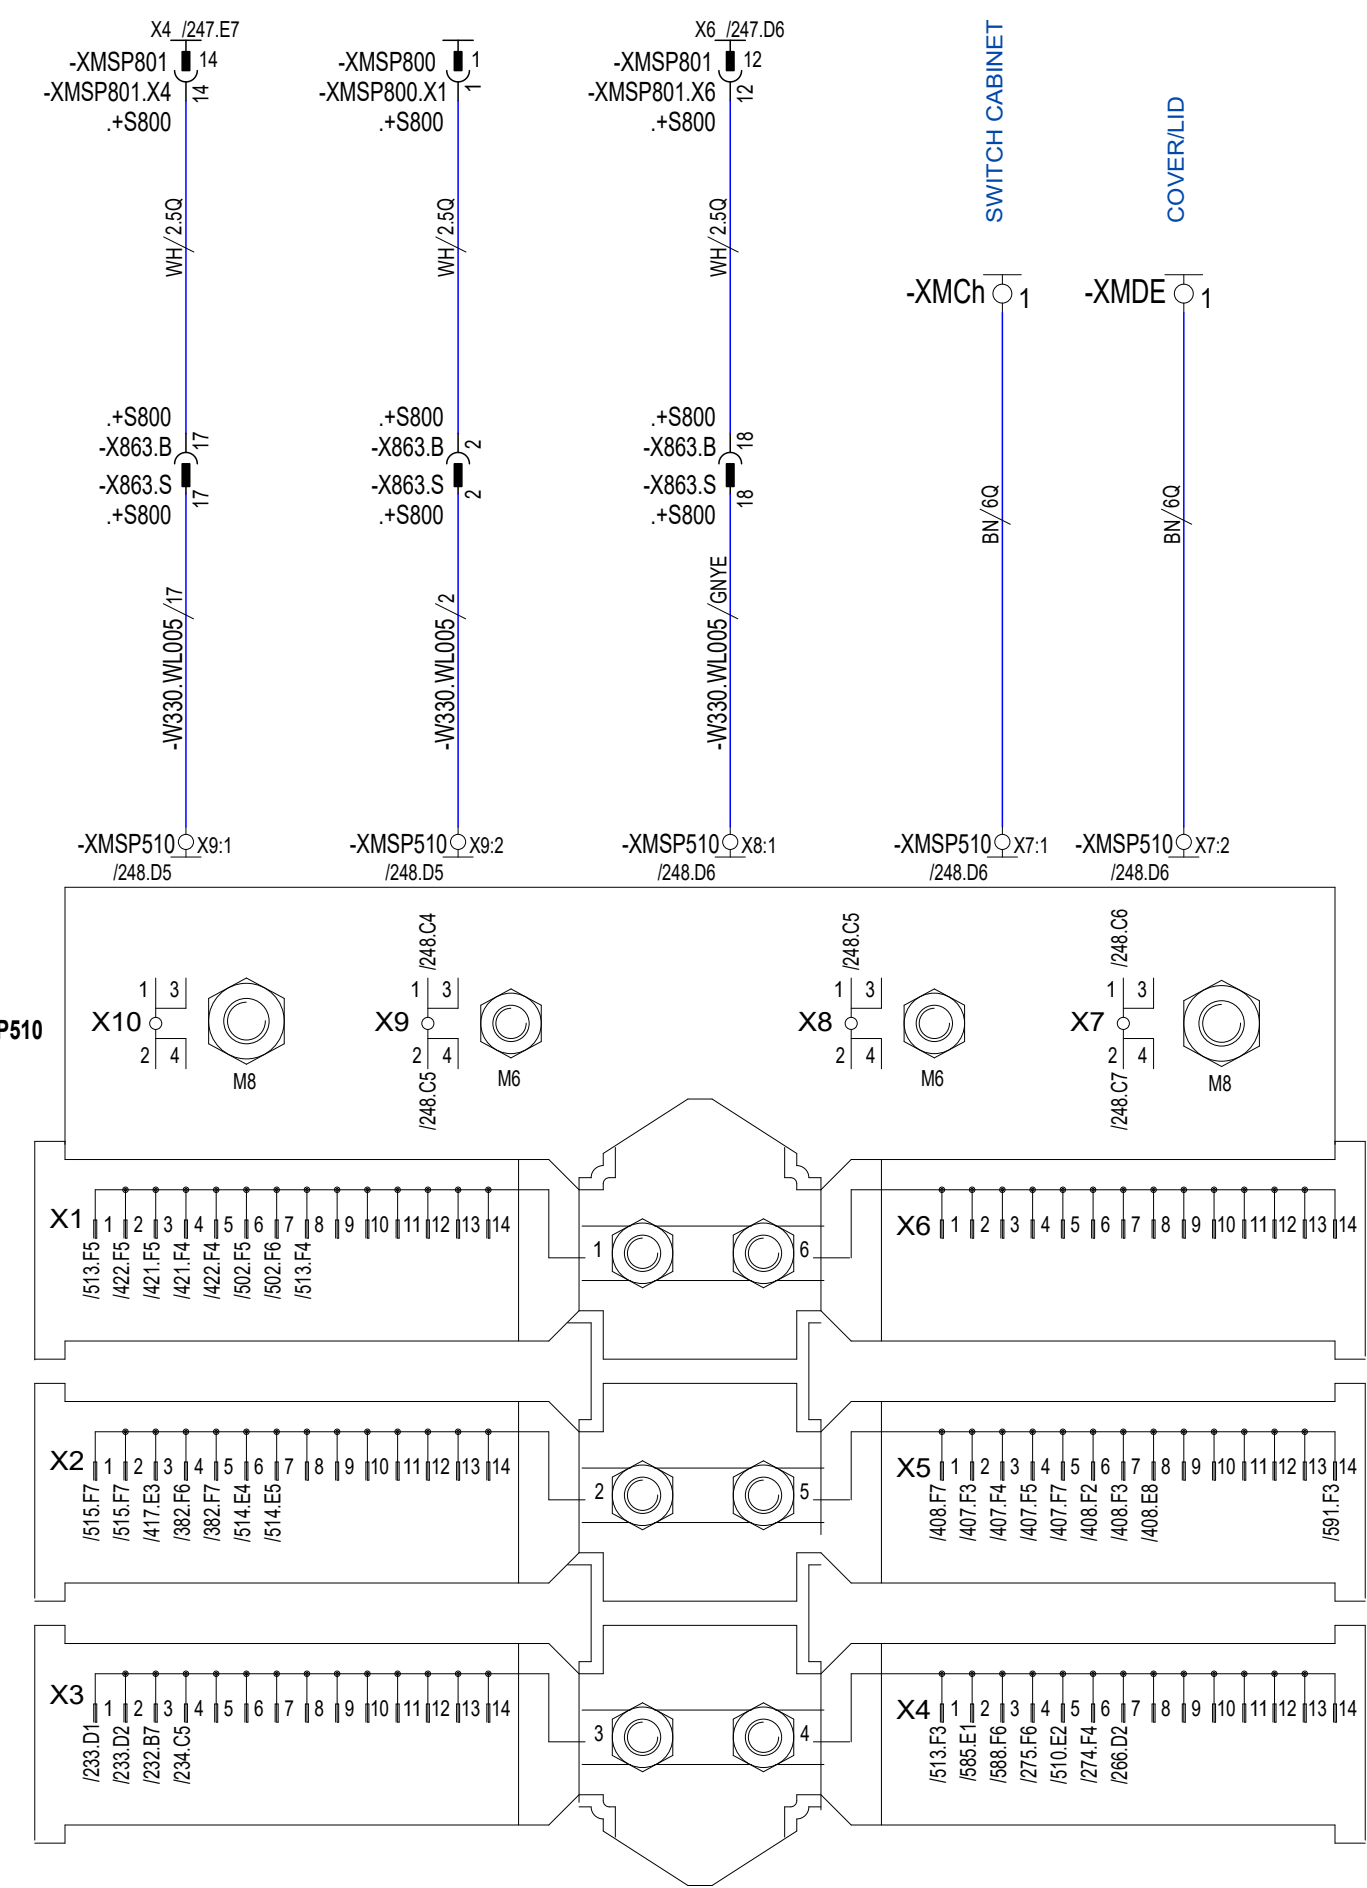 X4 /247.E7
-XMSP801 14
-XMSP801.X4 14
.+S800
WH/2.5Q
.+S800
-X863.B 17
-X863.S 17
.+S800
-W330.WL005/17
-XMSP510 X9:1
/248.D5
-XMSP800 1
-XMSP800.X1 1
.+S800
WH/2.5Q
.+S800
-X863.B 2
-X863.S 2
.+S800
-W330.WL005/2
-XMSP510 X9:2
/248.D5
X6 /247.D6
-XMSP801 12
-XMSP801.X6 12
.+S800
WH/2.5Q
.+S800
-X863.B 18
-X863.S 18
.+S800
-W330.WL005/GNYE
-XMSP510 X8:1
/248.D6
SWITCH CABINET
-XMCh 1
BN/6Q
-XMSP510 X7:1
/248.D6
COVER/LID
-XMDE 1
BN/6Q
-XMSP510 X7:2
/248.D6
P510
X10 1 3 2 4
M8
/248.C4
X9 1 3 2 4
/248.C5
M6
/248.C5
X8 1 3 2 4
M6
/248.C6
X7 1 3 2 4
/248.C7
M8
X1 1 2 3 4 5 6 7 8 9 10 11 12 13 14
/513.F5 /422.F5 /421.F5 /421.F4 /422.F4 /502.F5 /502.F6 /513.F4
1 6
X6 1 2 3 4 5 6 7 8 9 10 11 12 13 14
X2 1 2 3 4 5 6 7 8 9 10 11 12 13 14
/515.F7 /515.F7 /417.E3 /382.F6 /382.F7 /514.E4 /514.E5
2 5
X5 1 2 3 4 5 6 7 8 9 10 11 12 13 14
/408.F7 /407.F3 /407.F4 /407.F5 /407.F7 /408.F2 /408.F3 /408.E8 /591.F3
X3 1 2 3 4 5 6 7 8 9 10 11 12 13 14
/233.D1 /233.D2 /232.B7 /234.C5
3 4
X4 1 2 3 4 5 6 7 8 9 10 11 12 13 14
/513.F3 /585.E1 /588.F6 /275.F6 /510.E2 /274.F4 /266.D2